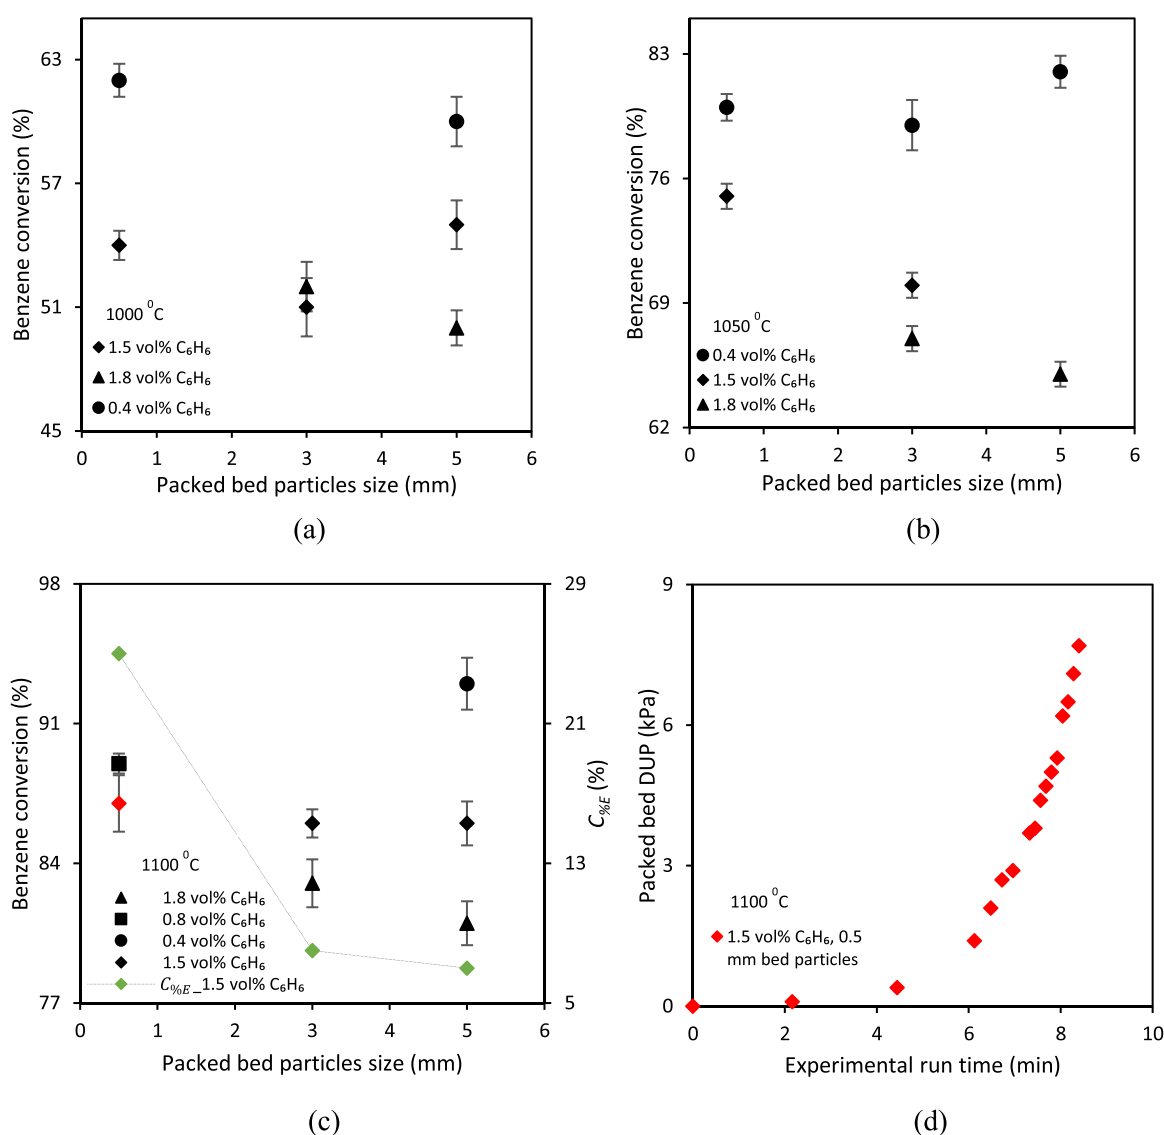 63
57
51
45
Benzene conversion (%)
1000 ⁰C
1.5 vol% C₆H₆
1.8 vol% C₆H₆
0.4 vol% C₆H₆
0 1 2 3 4 5 6
Packed bed particles size (mm)
(a)
83
76
69
62
Benzene conversion (%)
1050 ⁰C
0.4 vol% C₆H₆
1.5 vol% C₆H₆
1.8 vol% C₆H₆
0 1 2 3 4 5 6
Packed bed particles size (mm)
(b)
98
91
84
77
Benzene conversion (%)
29
21
13
5
C%E (%)
1100 ⁰C
1.8 vol% C₆H₆
0.8 vol% C₆H₆
0.4 vol% C₆H₆
1.5 vol% C₆H₆
C%E_1.5 vol% C₆H₆
0 1 2 3 4 5 6
Packed bed particles size (mm)
(c)
9
6
3
0
Packed bed DUP (kPa)
1100 ⁰C
1.5 vol% C₆H₆, 0.5
mm bed particles
0 2 4 6 8 10
Experimental run time (min)
(d)